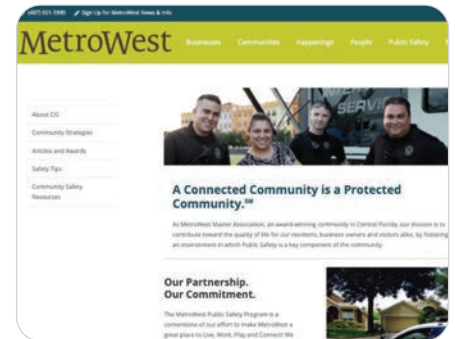 (407) 601-5995 Sign Up for MetroWest News & Info
MetroWest
Businesses Communities Happenings People Public Safety
About CIS
Community Strategies
Articles and Awards
Safety Tips
Community Safety
Resources
SERVI
A Connected Community is a Protected
Community.℠
As MetroWest Master Association, an award-winning community in Central Florida, our mission is to
contribute toward the quality of life for our residents, business owners and visitors alike, by fostering
an environment in which Public Safety is a key component of the community.
Our Partnership.
Our Commitment.
The MetroWest Public Safety Program is a
cornerstone of our effort to make MetroWest a
great place to Live, Work, Play and Connect! We